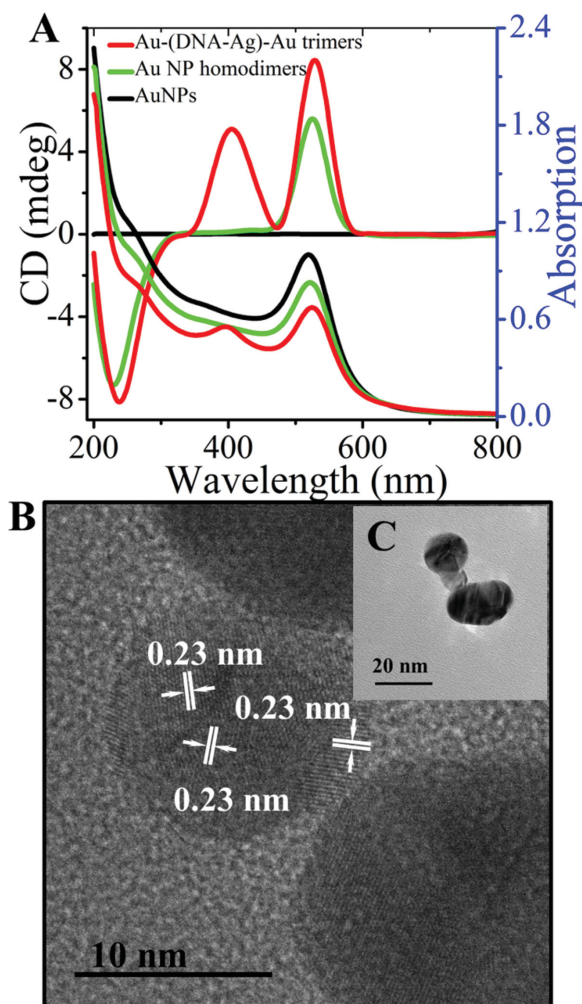 A
Au-(DNA-Ag)-Au trimers
Au NP homodimers
AuNPs
8
4
0
-4
-8
CD (mdeg)
2.4
1.8
1.2
0.6
0.0
Absorption
200 400 600 800
Wavelength (nm)
B
C
20 nm
0.23 nm
0.23 nm
0.23 nm
10 nm